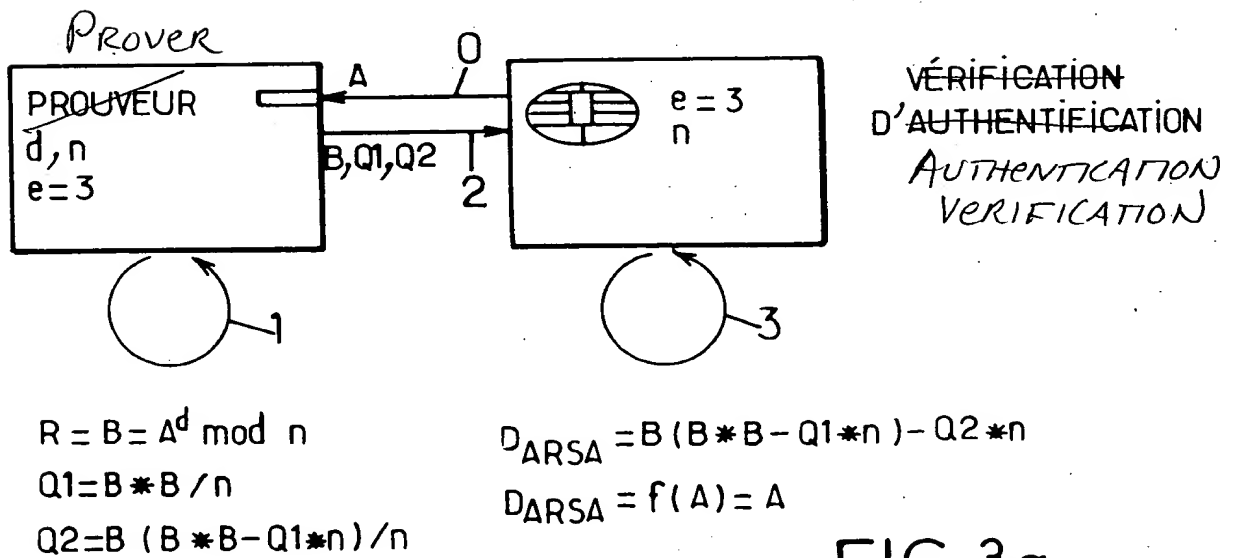 PROVER
PROUVEUR
d, n
e = 3
A
0
B,Q1,Q2
2
e = 3
n
VÉRIFICATION
D'AUTHENTIFICATION
AUTHENTICATION
VERIFICATION
1
3
R = B = A^d mod n
Q1=B*B/n
Q2=B (B*B-Q1*n)/n
D_ARSA = B (B*B-Q1*n)-Q2*n
D_ARSA = f(A) = A
FIG.3a